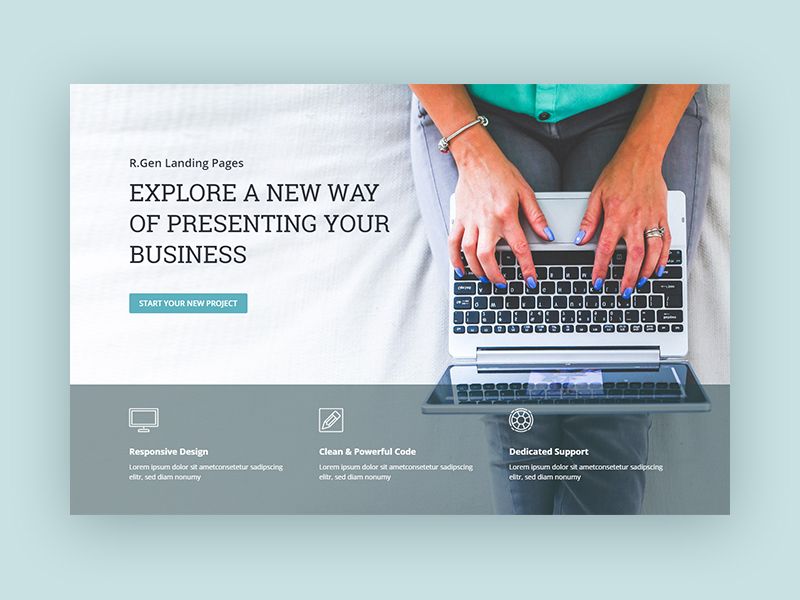 R.Gen Landing Pages
EXPLORE A NEW WAY
OF PRESENTING YOUR
BUSINESS
START YOUR NEW PROJECT
Responsive Design
Lorem ipsum dolor sit ametconsetetur sadipscing
elitr, sed diam nonumy
Clean & Powerful Code
Lorem ipsum dolor sit ametconsetetur sadipscing
elitr, sed diam nonumy
Dedicated Support
Lorem ipsum dolor sit ametconsetetur sadipscing
elitr, sed diam nonumy